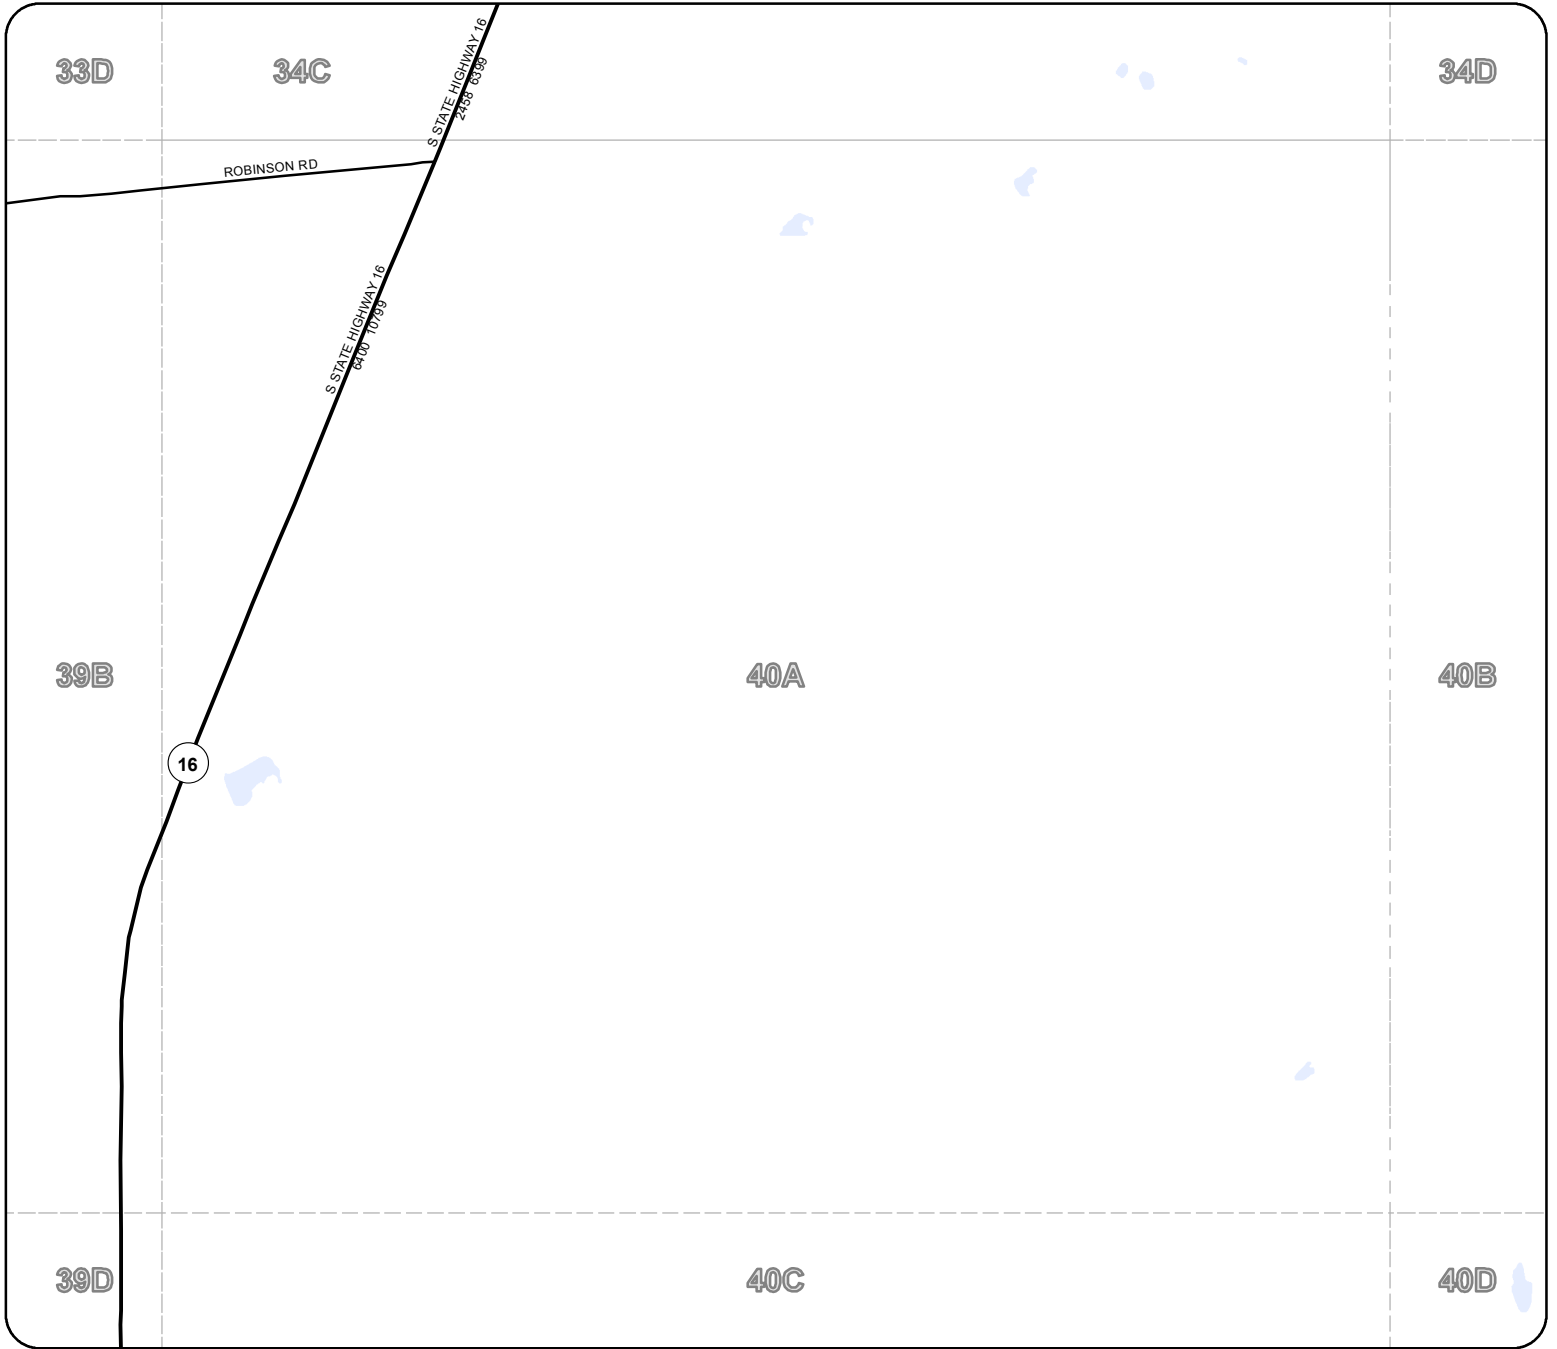 33D
34C
34D
S STATE HIGHWAY 16
2458 6399
ROBINSON RD
S STATE HIGHWAY 16
6400 10799
39B
40A
40B
16
39D
40C
40D